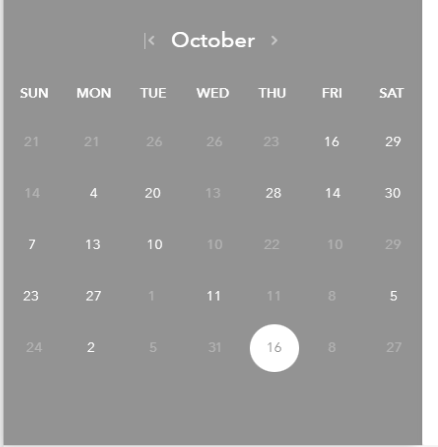 |< October >
SUN MON TUE WED THU FRI SAT
21 21 26 26 23 16 29
14 4 20 13 28 14 30
7 13 10 10 22 10 29
23 27 1 11 11 8 5
24 2 5 31 16 8 27